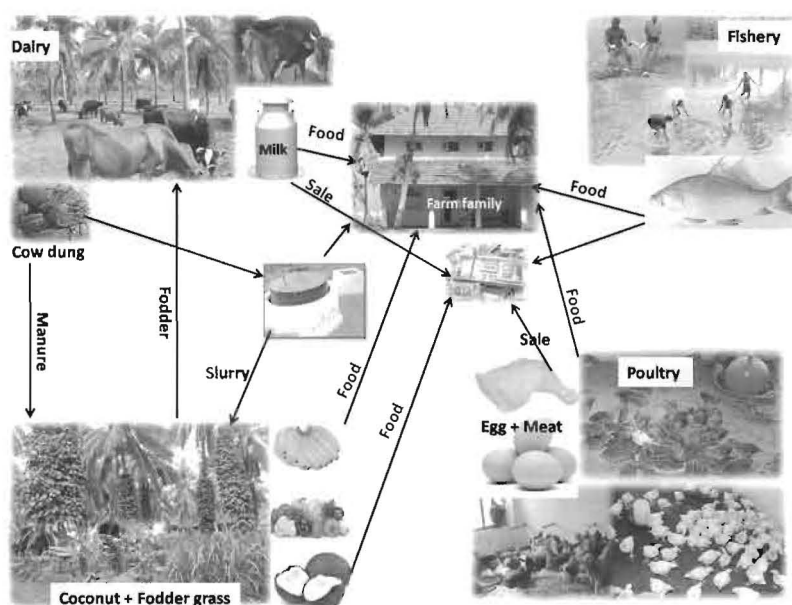 Dairy
Fishery
Milk
Food
Sale
Farm family
Food
Cow dung
Manure
Fodder
Slurry
Food
Food
Food
Sale
Poultry
Egg + Meat
Coconut + Fodder grass